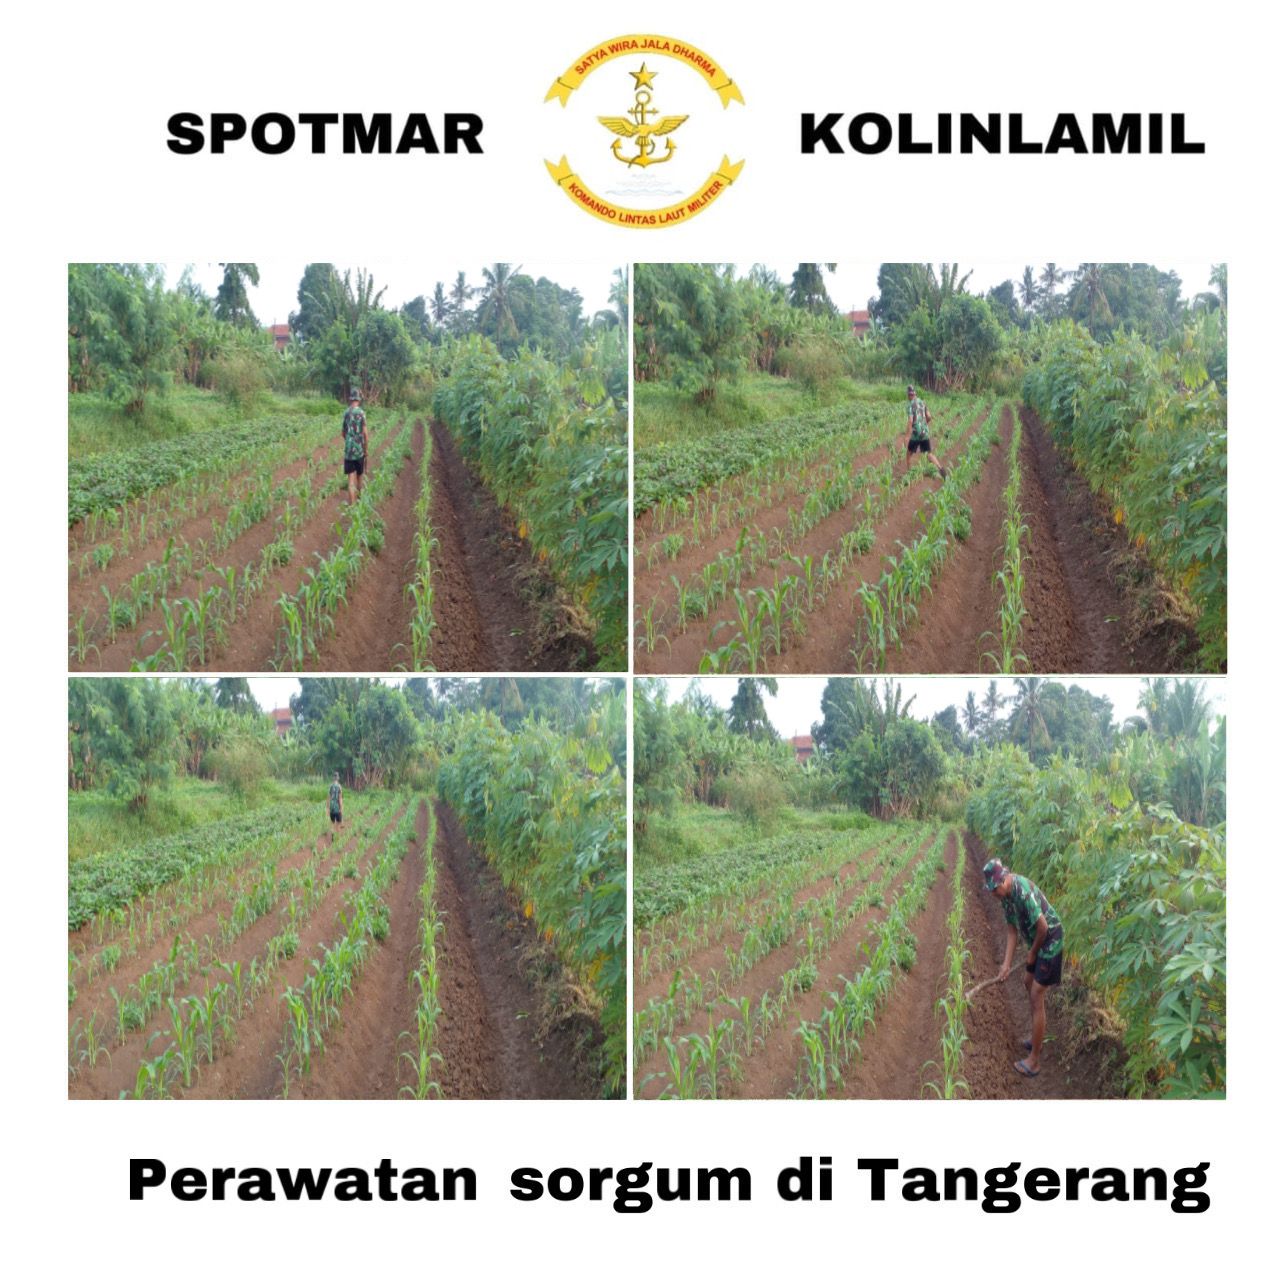 SPOTMAR
SATYA WIRA JALA DHARMA
KOMANDO LINTAS LAUT MILITER
KOLINLAMIL
Perawatan sorgum di Tangerang